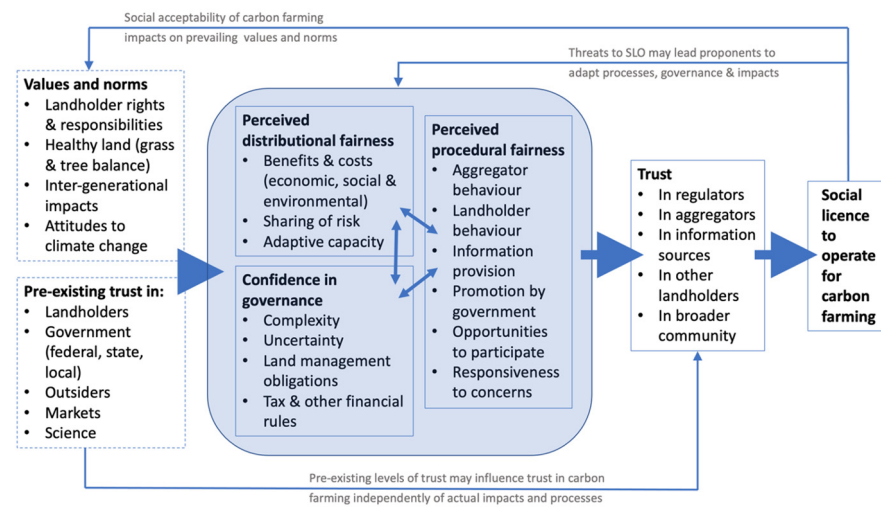 Social acceptability of carbon farming
impacts on prevailing values and norms
Threats to SLO may lead proponents to
adapt processes, governance & impacts
Values and norms
• Landholder rights
& responsibilities
• Healthy land (grass
& tree balance)
• Inter-generational
impacts
• Attitudes to
climate change
Pre-existing trust in:
• Landholders
• Government
(federal, state,
local)
• Outsiders
• Markets
• Science
Perceived
distributional fairness
• Benefits & costs
(economic, social &
environmental)
• Sharing of risk
• Adaptive capacity
Confidence in
governance
• Complexity
• Uncertainty
• Land management
obligations
• Tax & other financial
rules
Perceived
procedural fairness
• Aggregator
behaviour
• Landholder
behaviour
• Information
provision
• Promotion by
government
• Opportunities
to participate
• Responsiveness
to concerns
Trust
• In regulators
• In aggregators
• In information
sources
• In other
landholders
• In broader
community
Social
licence
to
operate
for
carbon
farming
Pre-existing levels of trust may influence trust in carbon
farming independently of actual impacts and processes